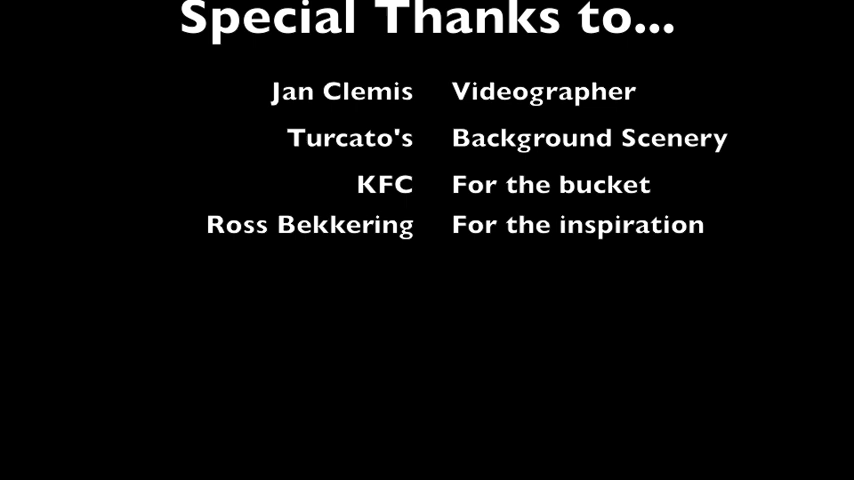 Special Thanks to...
Jan Clemis Videographer
Turcato's Background Scenery
KFC For the bucket
Ross Bekkering For the inspiration